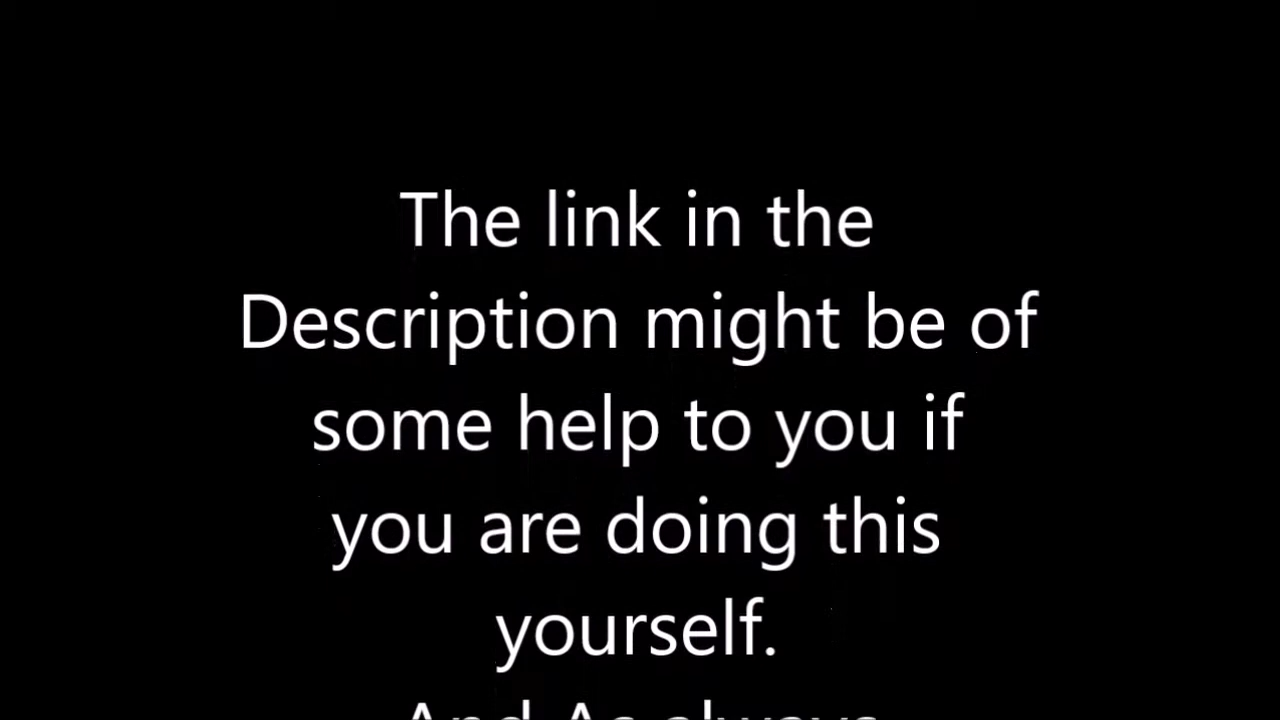 The link in the
Description might be of
some help to you if
you are doing this
yourself.
And As always